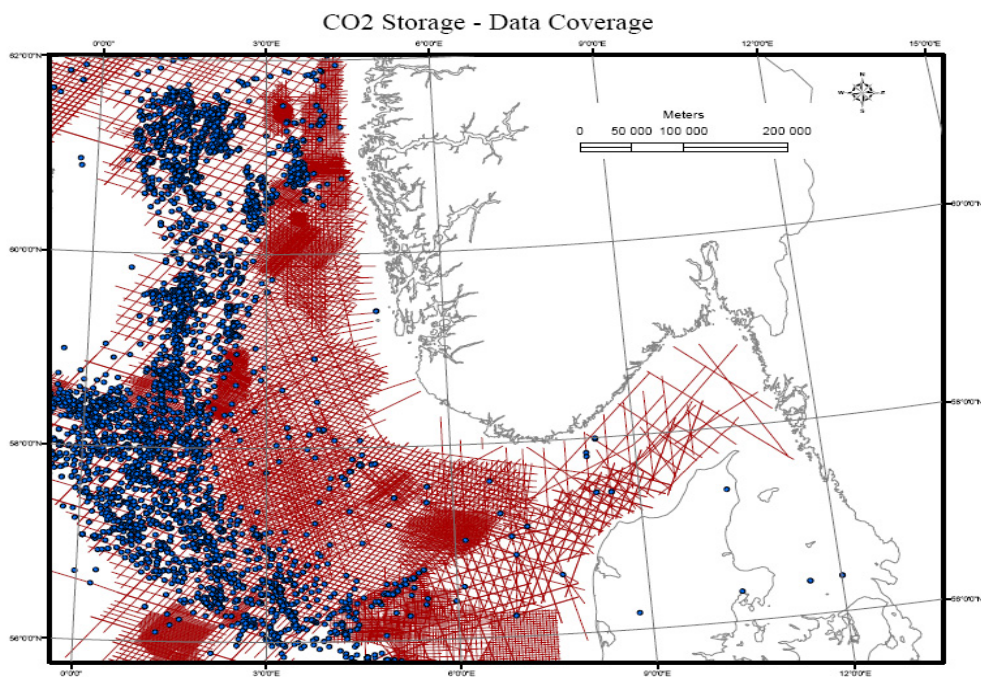 CO2 Storage - Data Coverage
0°0'0"E 3°0'0"E 6°0'0"E 9°0'0"E 12°0'0"E 15°0'0"E
62°0'0"N
N
W E
S
Meters
0 50 000 100 000 200 000
60°0'0"N
60°0'0"N
58°0'0"N
58°0'0"N
56°0'0"N
56°0'0"N
0°0'0"E 3°0'0"E 6°0'0"E 9°0'0"E 12°0'0"E